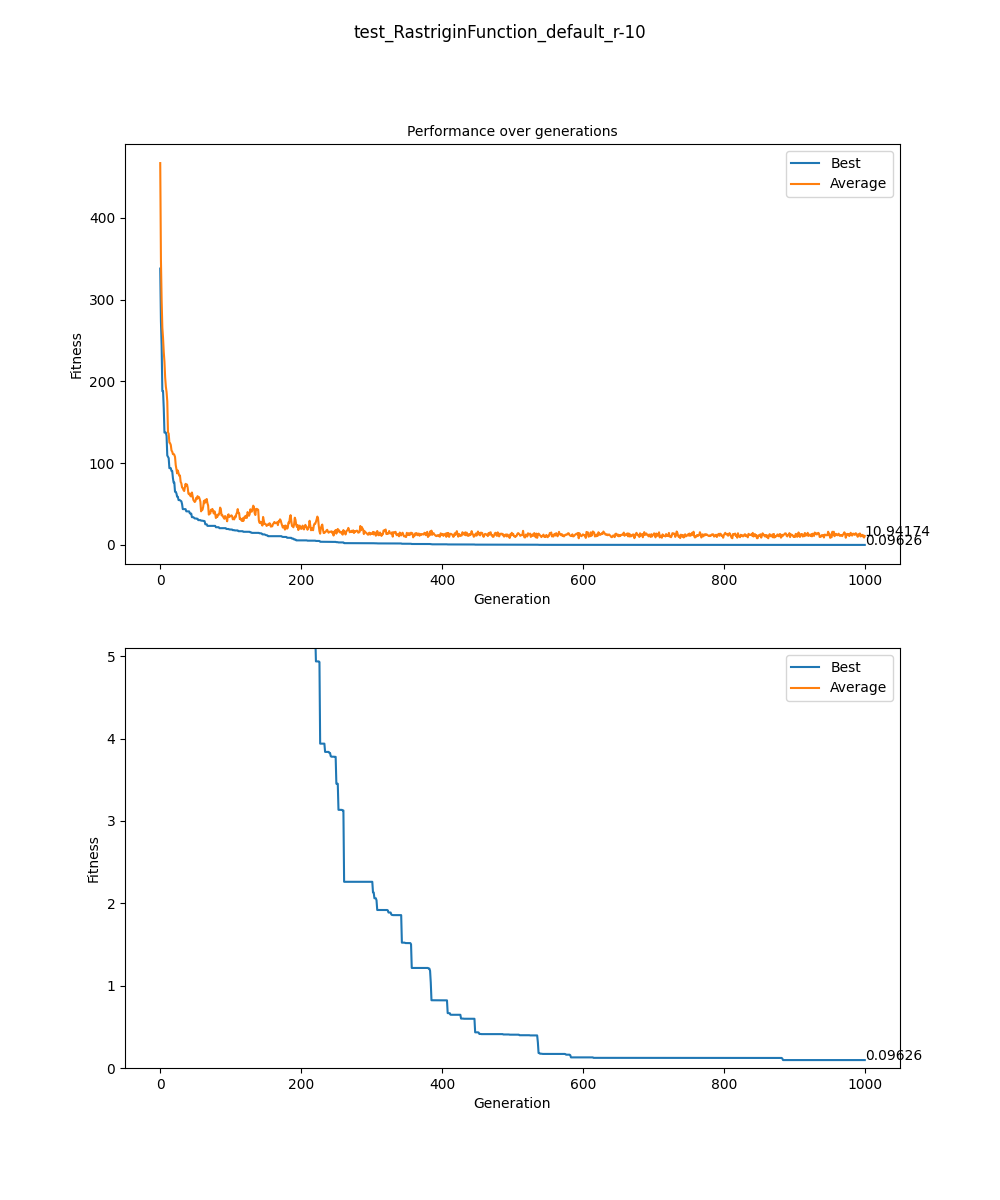 test_RastriginFunction_default_r-10
Performance over generations
Best
Average
400
300
200
100
0
Fitness
10.94174
0.09626
0 200 400 600 800 1000
Generation
Best
Average
5
4
3
2
1
0
Fitness
0.09626
0 200 400 600 800 1000
Generation